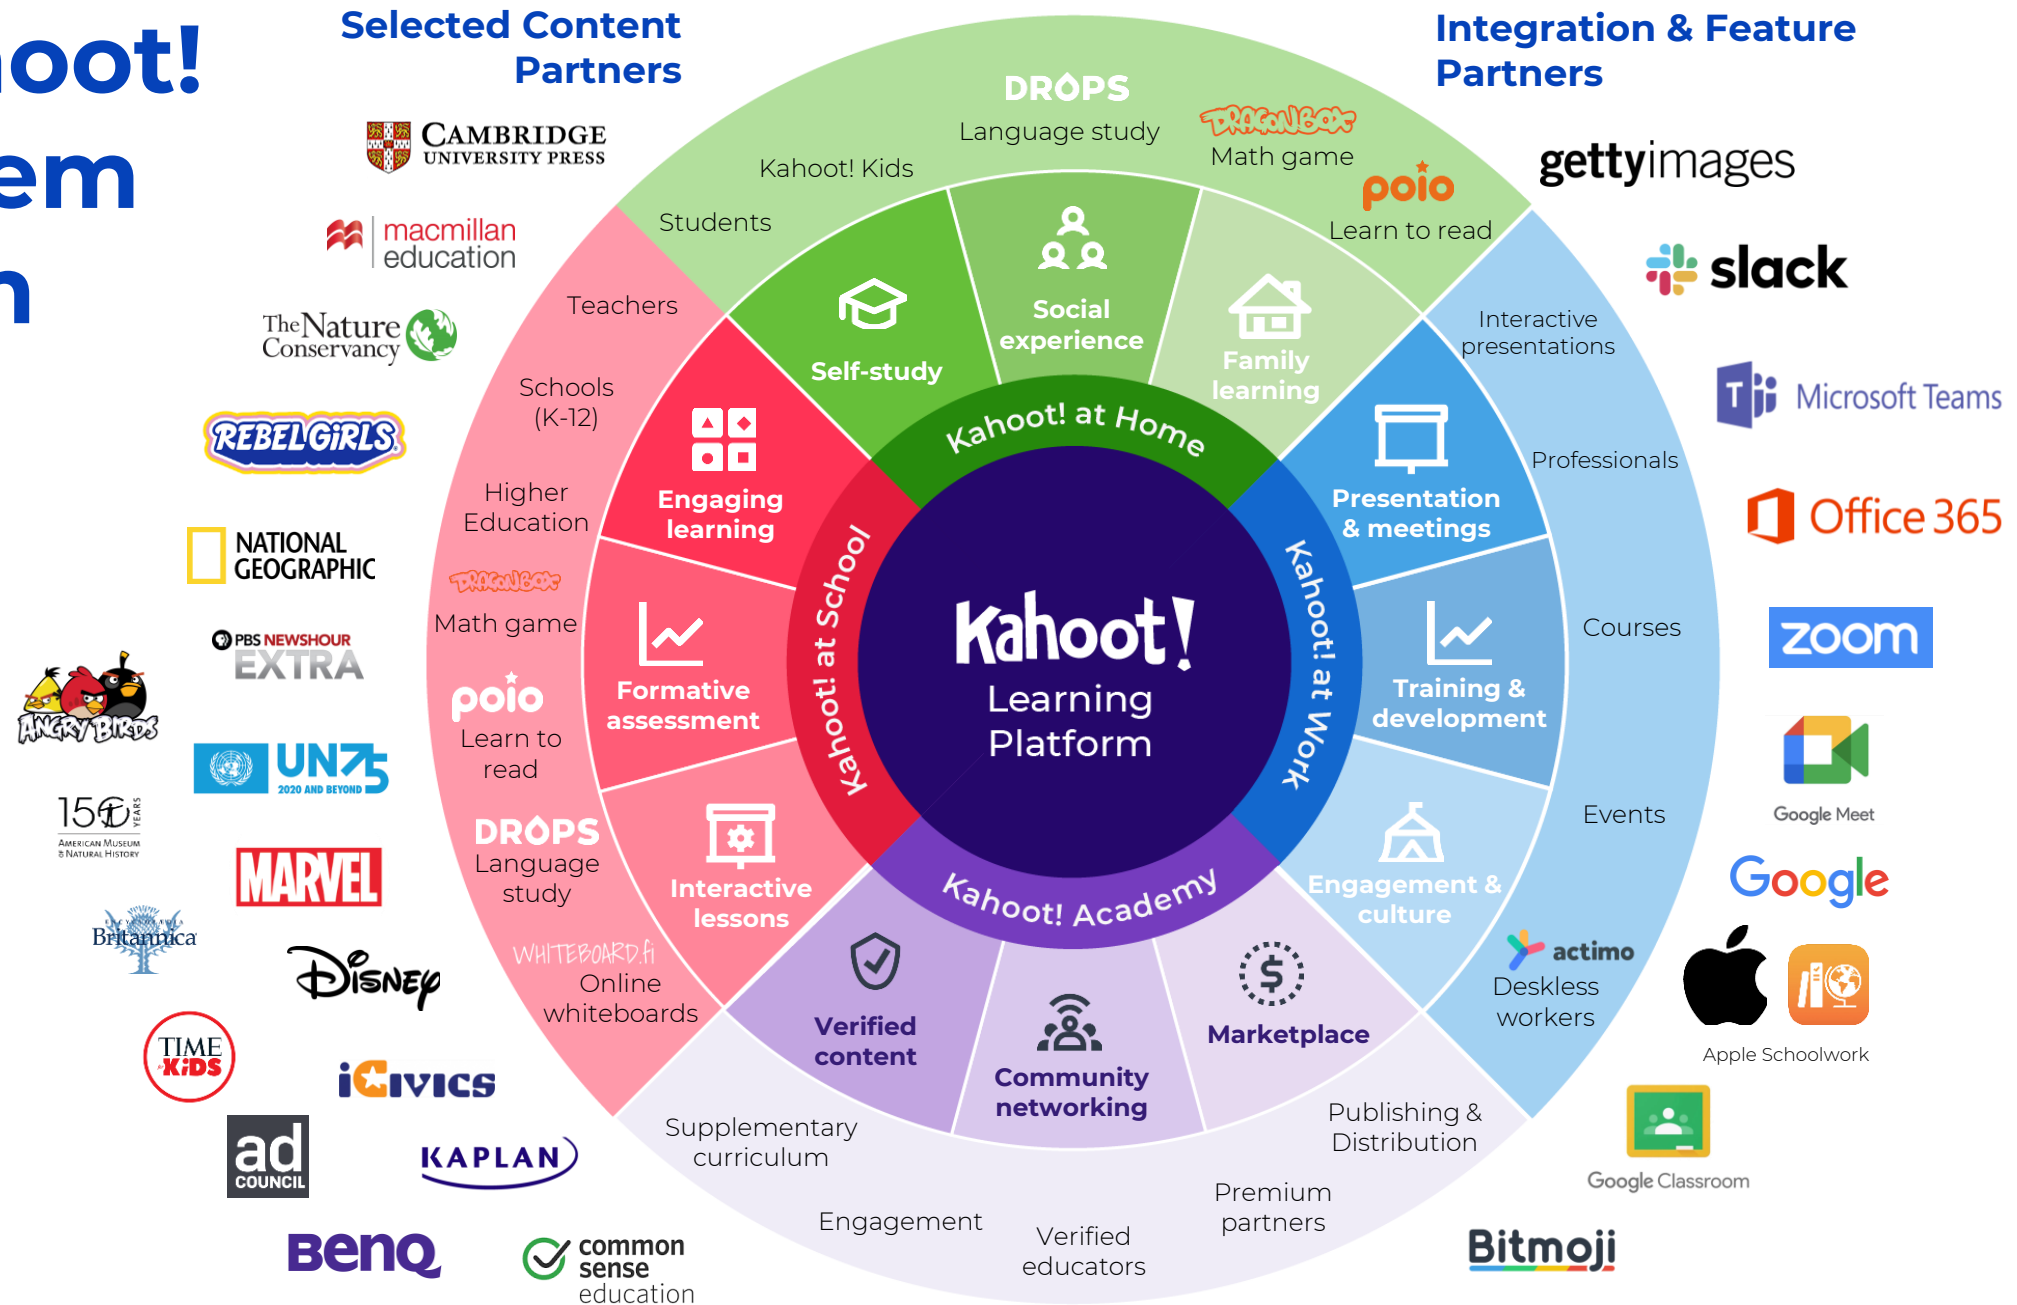 hoot!
em
n
Selected Content
Partners
CAMBRIDGE
UNIVERSITY PRESS
macmillan
education
The Nature
Conservancy
REBEL GiRLS
NATIONAL
GEOGRAPHIC
PBS NEWSHOUR
EXTRA
ANGRY BIRDS
UN75
2020 AND BEYOND
150 YEARS
AMERICAN MUSEUM
& NATURAL HISTORY
MARVEL
ENCYCLOPÆDIA
Britannica
DISNEY
TIME
for KiDS
iCIVICS
ad
COUNCIL
KAPLAN
BenQ
common
sense
education
Integration & Feature
Partners
gettyimages
slack
Microsoft Teams
Office 365
zoom
Google Meet
Google
Apple Schoolwork
Google Classroom
Bitmoji
Kahoot!
Learning
Platform
Kahoot! at Home
Self-study
Social
experience
Family
learning
Students
Kahoot! Kids
DROPS
Language study
DRAGONBOX
Math game
poio
Learn to read
Kahoot! at Work
Presentation
& meetings
Training &
development
Engagement &
culture
Interactive
presentations
Professionals
Courses
Events
actimo
Deskless
workers
Kahoot! Academy
Verified
content
Community
networking
Marketplace
Supplementary
curriculum
Engagement
Verified
educators
Premium
partners
Publishing &
Distribution
Kahoot! at School
Engaging
learning
Formative
assessment
Interactive
lessons
Teachers
Schools
(K-12)
Higher
Education
DRAGONBOX
Math game
poio
Learn to
read
DROPS
Language
study
WHITEBOARD.fi
Online
whiteboards